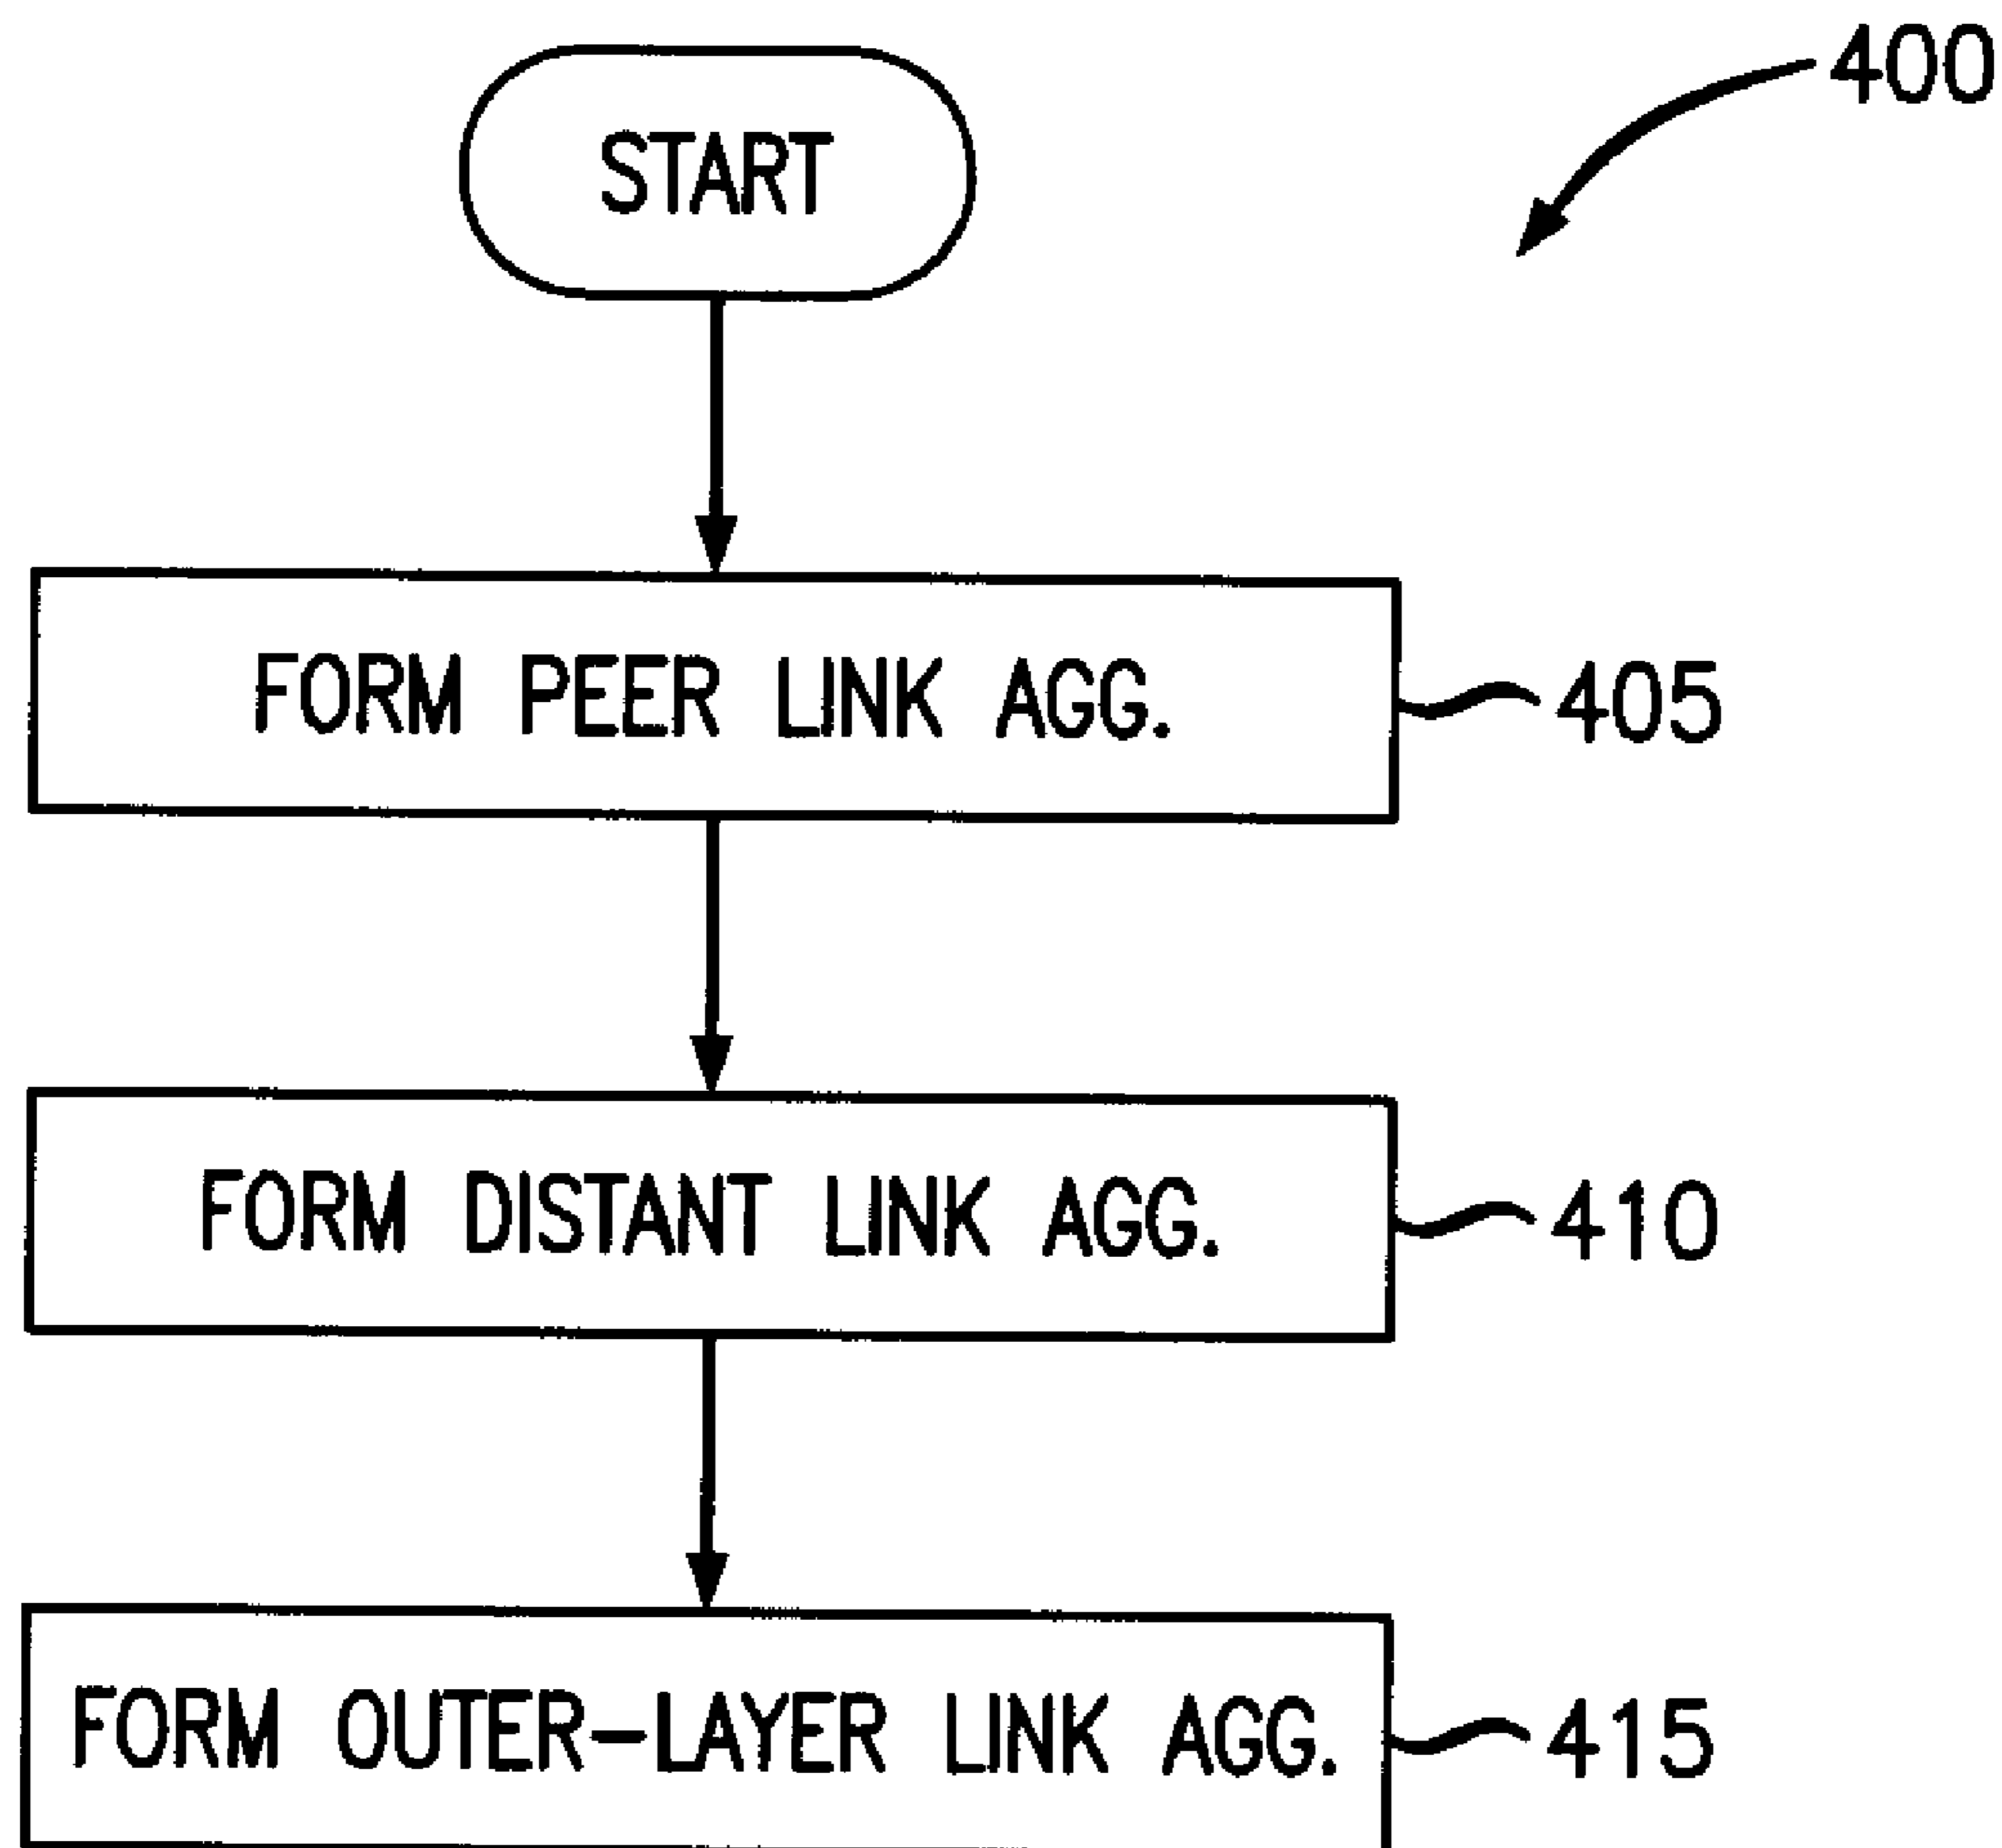 400
START
FORM PEER LINK AGG.
405
FORM DISTANT LINK AGG.
410
FORM OUTER-LAYER LINK AGG.
415